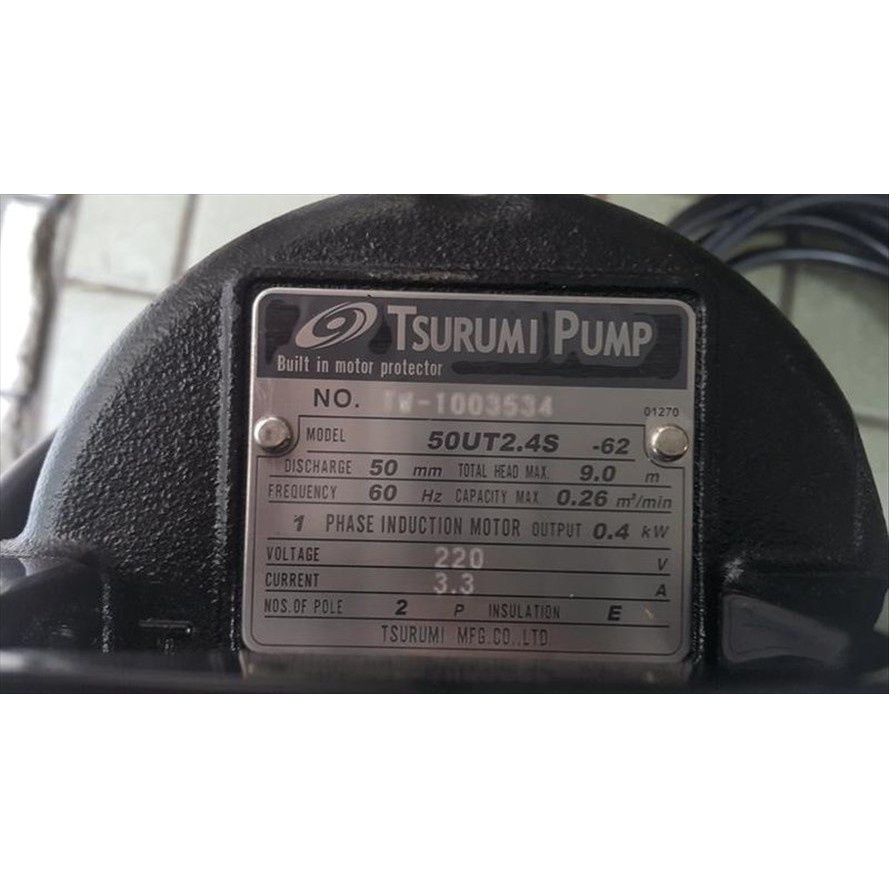 TSURUMI PUMP
Built in motor protector
NO. TW-1003534
01270
MODEL 50UT2.4S -62
DISCHARGE 50 mm TOTAL HEAD MAX. 9.0 m
FREQUENCY 60 Hz CAPACITY MAX. 0.26 m³/min
1 PHASE INDUCTION MOTOR OUTPUT 0.4 kW
VOLTAGE 220 V
CURRENT 3.3 A
NOS. OF POLE 2 P INSULATION E
TSURUMI MFG.CO.,LTD.